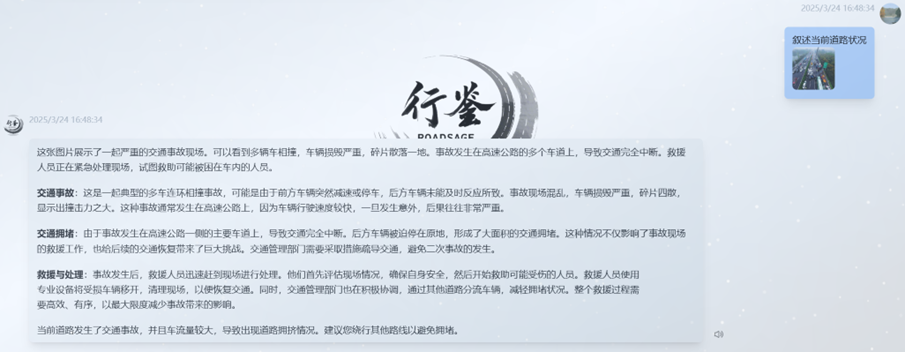 2025/3/24 16:48:34
叙述当前道路状况
行鉴
ROADSAGE
行鉴
2025/3/24 16:48:34
这张图片展示了一起严重的交通事故现场。可以看到多辆车相撞，车辆损毁严重，碎片散落一地。事故发生在高速公路的多个车道上，导致交通完全中断。救援
人员正在紧急处理现场，试图救助可能被困在车内的人员。
交通事故：这是一起典型的多车连环相撞事故，可能是由于前方车辆突然减速或停车，后方车辆未能及时反应所致。事故现场混乱，车辆损毁严重，碎片四散，
显示出撞击力之大。这种事故通常发生在高速公路上，因为车辆行驶速度较快，一旦发生意外，后果往往非常严重。
交通拥堵：由于事故发生在高速公路一侧的主要车道上，导致交通完全中断。后方车辆被迫停在原地，形成了大面积的交通拥堵。这种情况不仅影响了事故现场
的救援工作，也给后续的交通恢复带来了巨大挑战。交通管理部门需要采取措施疏导交通，避免二次事故的发生。
救援与处理：事故发生后，救援人员迅速赶到现场进行处理。他们首先评估现场情况，确保自身安全，然后开始救助可能受伤的人员。救援人员使用
专业设备将受损车辆移开，清理现场，以便恢复交通。同时，交通管理部门也在积极协调，通过其他道路分流车辆，减轻拥堵状况。整个救援过程需
要高效、有序，以最大限度减少事故带来的影响。
当前道路发生了交通事故，并且车流量较大，导致出现道路拥挤情况。建议您绕行其他路线以避免拥堵。